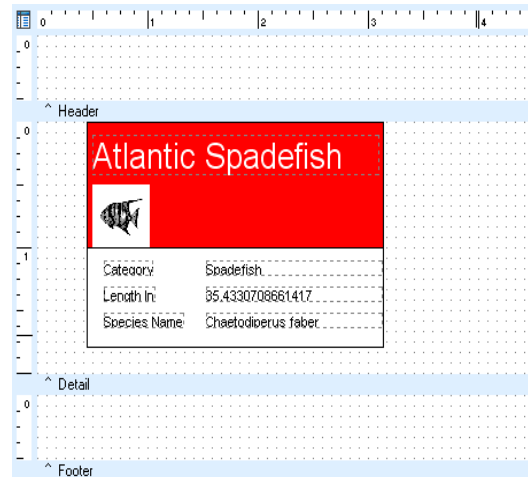 0 1 2 3 4
0
^ Header
0
Atlantic Spadefish
1
Category Spadefish
Length In 35.4330708661417
Species Name Chaetodiperus faber
^ Detail
0
^ Footer